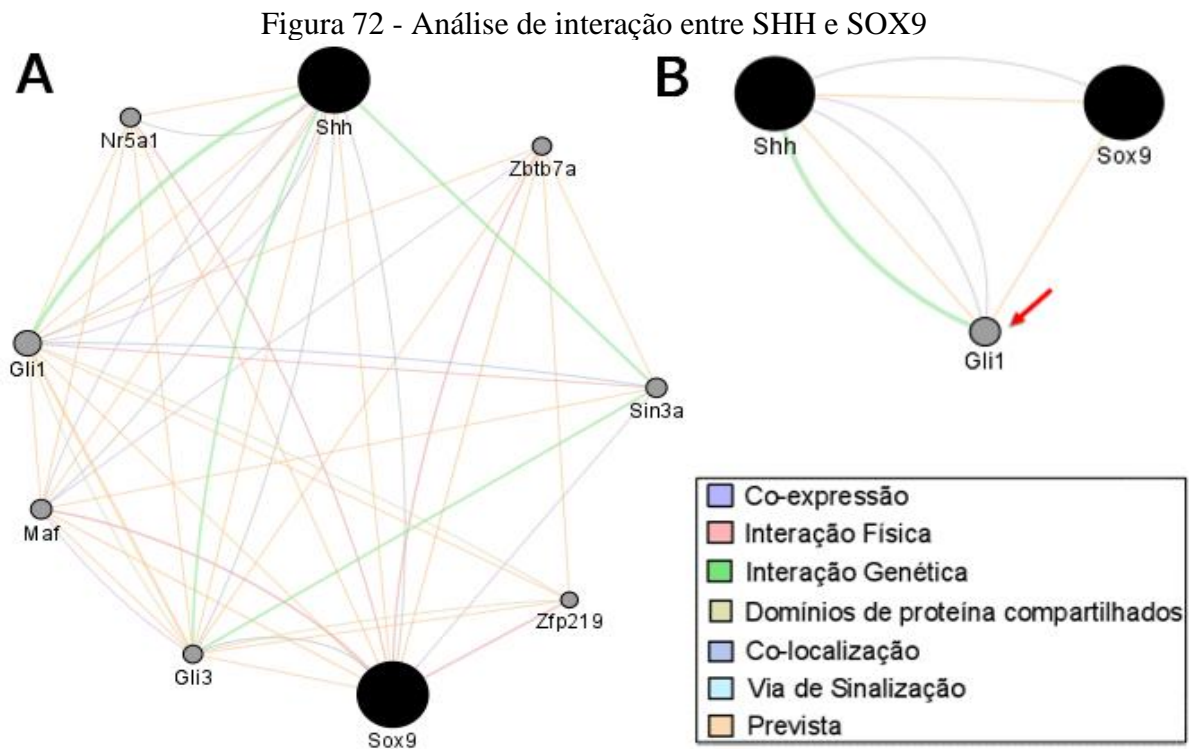 Figura 72 - Análise de interação entre SHH e SOX9
A
Shh
Nr5a1
Zbtb7a
Gli1
Sin3a
Maf
Zfp219
Gli3
Sox9
B
Shh
Sox9
Gli1
Co-expressão
Interação Física
Interação Genética
Domínios de proteína compartilhados
Co-localização
Via de Sinalização
Prevista